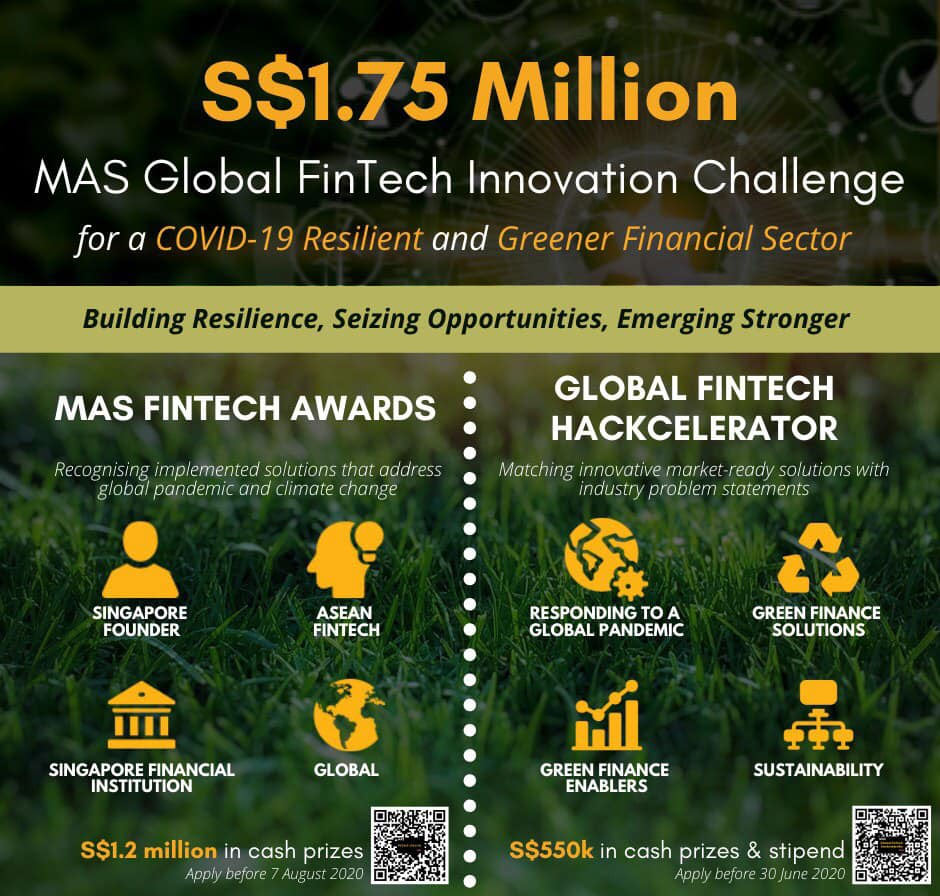 S$1.75 Million
MAS Global FinTech Innovation Challenge
for a COVID-19 Resilient and Greener Financial Sector
Building Resilience, Seizing Opportunities, Emerging Stronger
MAS FINTECH AWARDS
Recognising implemented solutions that address
global pandemic and climate change
SINGAPORE
FOUNDER
ASEAN
FINTECH
SINGAPORE FINANCIAL
INSTITUTION
GLOBAL
S$1.2 million in cash prizes
Apply before 7 August 2020
GLOBAL FINTECH
HACKCELERATOR
Matching innovative market-ready solutions with
industry problem statements
RESPONDING TO A
GLOBAL PANDEMIC
GREEN FINANCE
SOLUTIONS
GREEN FINANCE
ENABLERS
SUSTAINABILITY
S$550k in cash prizes & stipend
Apply before 30 June 2020